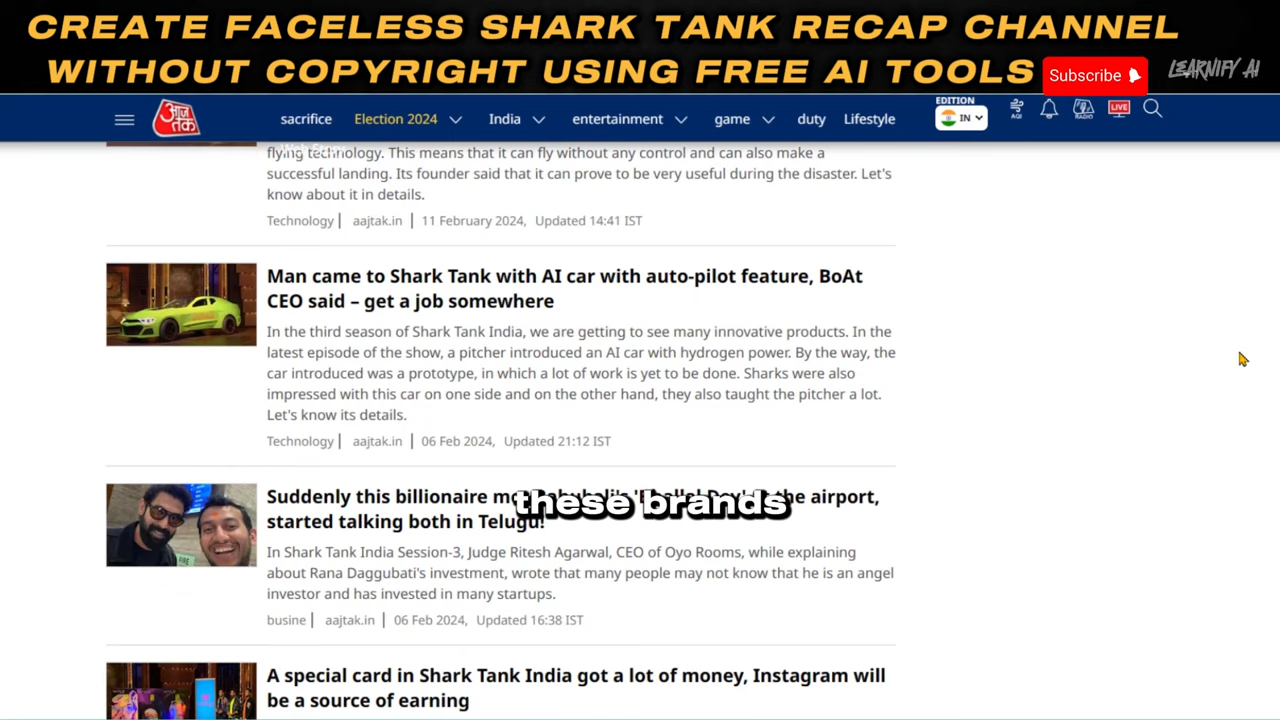 CREATE FACELESS SHARK TANK RECAP CHANNEL
WITHOUT COPYRIGHT USING FREE AI TOOLS
Subscribe
LEARNIFY AI
आज तक
sacrifice
Election 2024
India
entertainment
game
duty
Lifestyle
EDITION
IN
AQI
RADIO
LIVE
flying technology. This means that it can fly without any control and can also make a
successful landing. Its founder said that it can prove to be very useful during the disaster. Let's
know about it in details.
Technology | aajtak.in | 11 February 2024, Updated 14:41 IST
Man came to Shark Tank with AI car with auto-pilot feature, BoAt
CEO said – get a job somewhere
In the third season of Shark Tank India, we are getting to see many innovative products. In the
latest episode of the show, a pitcher introduced an AI car with hydrogen power. By the way, the
car introduced was a prototype, in which a lot of work is yet to be done. Sharks were also
impressed with this car on one side and on the other hand, they also taught the pitcher a lot.
Let's know its details.
Technology | aajtak.in | 06 Feb 2024, Updated 21:12 IST
Suddenly this billionaire the airport,
these brands
started talking both in Telugu!
In Shark Tank India Session-3, Judge Ritesh Agarwal, CEO of Oyo Rooms, while explaining
about Rana Daggubati's investment, wrote that many people may not know that he is an angel
investor and has invested in many startups.
busine | aajtak.in | 06 Feb 2024, Updated 16:38 IST
A special card in Shark Tank India got a lot of money, Instagram will
be a source of earning